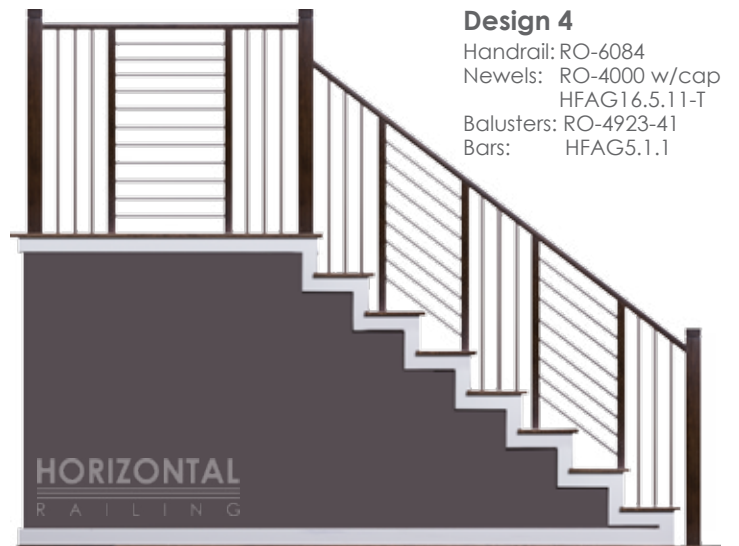 Design 4
Handrail: RO-6084
Newels: RO-4000 w/cap
HFAG16.5.11-T
Balusters: RO-4923-41
Bars: HFAG5.1.1
HORIZONTAL
RAILING